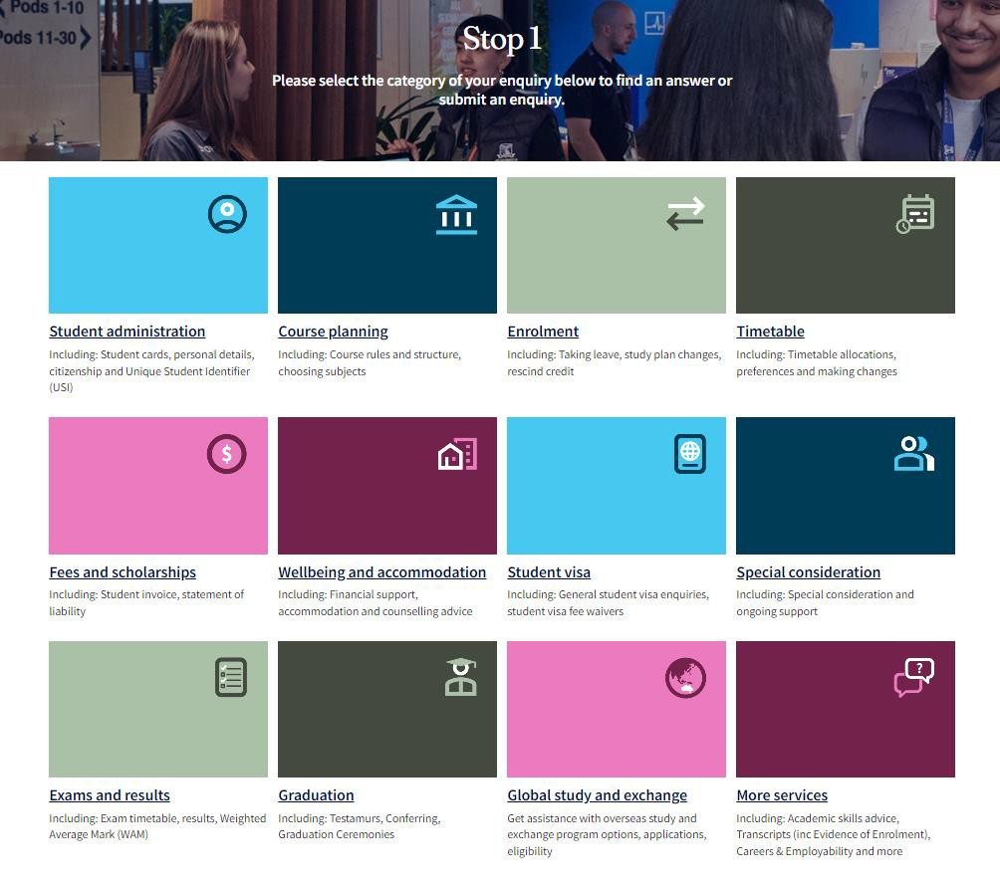 Pods 1-10
Pods 11-30
Stop 1
Please select the category of your enquiry below to find an answer or
submit an enquiry.
Student administration
Including: Student cards, personal details,
citizenship and Unique Student Identifier
(USI)
Course planning
Including: Course rules and structure,
choosing subjects
Enrolment
Including: Taking leave, study plan changes,
rescind credit
Timetable
Including: Timetable allocations,
preferences and making changes
$
Fees and scholarships
Including: Student invoice, statement of
liability
Wellbeing and accommodation
Including: Financial support,
accommodation and counselling advice
Student visa
Including: General student visa enquiries,
student visa fee waivers
Special consideration
Including: Special consideration and
ongoing support
Exams and results
Including: Exam timetable, results, Weighted
Average Mark (WAM)
Graduation
Including: Testamurs, Conferring,
Graduation Ceremonies
Global study and exchange
Get assistance with overseas study and
exchange program options, applications,
eligibility
?
More services
Including: Academic skills advice,
Transcripts (inc Evidence of Enrolment),
Careers & Employability and more